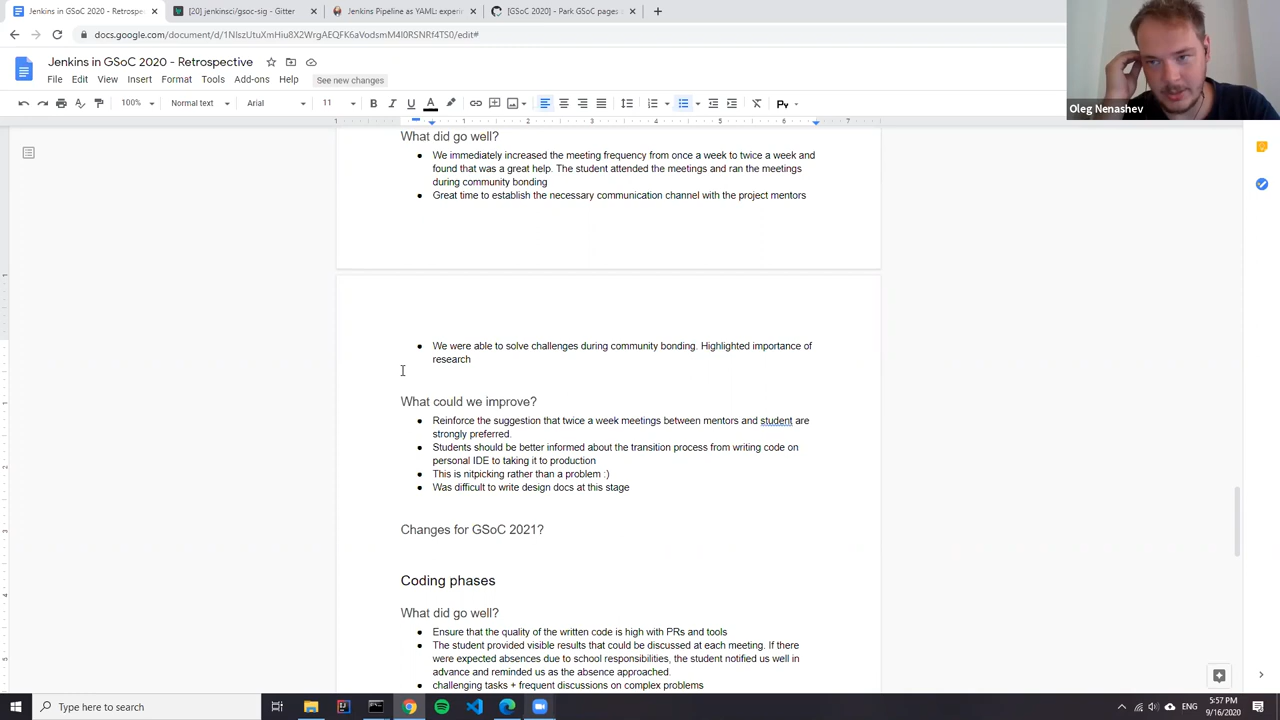 Jenkins in GSoC 2020 - Retrospec
[20] jenkinsci/gsoc-sig - Gitter
Jenkins Pipeline as YAML: experi
[GSoC 2020] - Park GSoC pages
docs.google.com/document/d/1NIszUtuXmHiu8X2WrgAEQFK6aVodsmM4I0RSNRf4TS0/edit#
Jenkins in GSoC 2020 - Retrospective
File Edit View Insert Format Tools Add-ons Help See new changes
100% Normal text Arial 11
Oleg Nenashev
What did go well?
● We immediately increased the meeting frequency from once a week to twice a week and
found that was a great help. The student attended the meetings and ran the meetings
during community bonding
● Great time to establish the necessary communication channel with the project mentors
● We were able to solve challenges during community bonding. Highlighted importance of
research
What could we improve?
● Reinforce the suggestion that twice a week meetings between mentors and student are
strongly preferred.
● Students should be better informed about the transition process from writing code on
personal IDE to taking it to production
● This is nitpicking rather than a problem :)
● Was difficult to write design docs at this stage
Changes for GSoC 2021?
Coding phases
What did go well?
● Ensure that the quality of the written code is high with PRs and tools
● The student provided visible results that could be discussed at each meeting. If there
were expected absences due to school responsibilities, the student notified us well in
advance and reminded us as the absence approached.
● challenging tasks + frequent discussions on complex problems
Type here to search
ENG
5:57 PM
9/16/2020